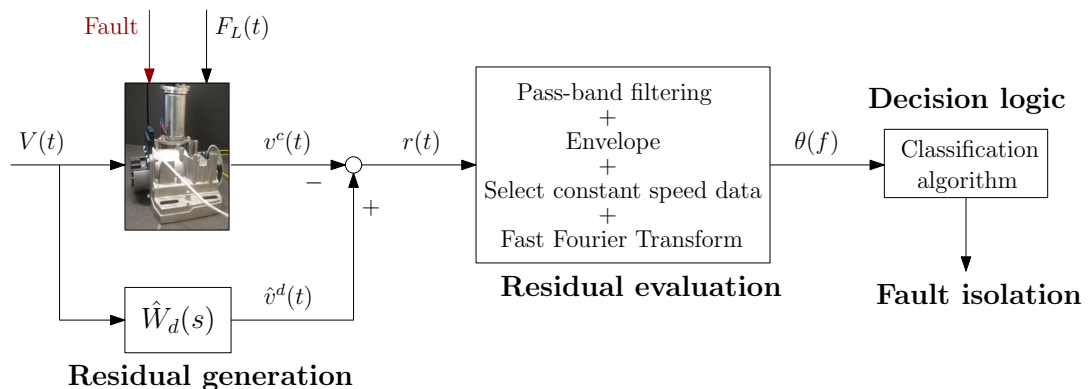 Fault
F_L(t)
V(t)
v^c(t)
−
+
r(t)
Ŵ_d(s)
v̂^d(t)
Residual generation
Pass-band filtering
+
Envelope
+
Select constant speed data
+
Fast Fourier Transform
Residual evaluation
θ(f)
Decision logic
Classification
algorithm
Fault isolation